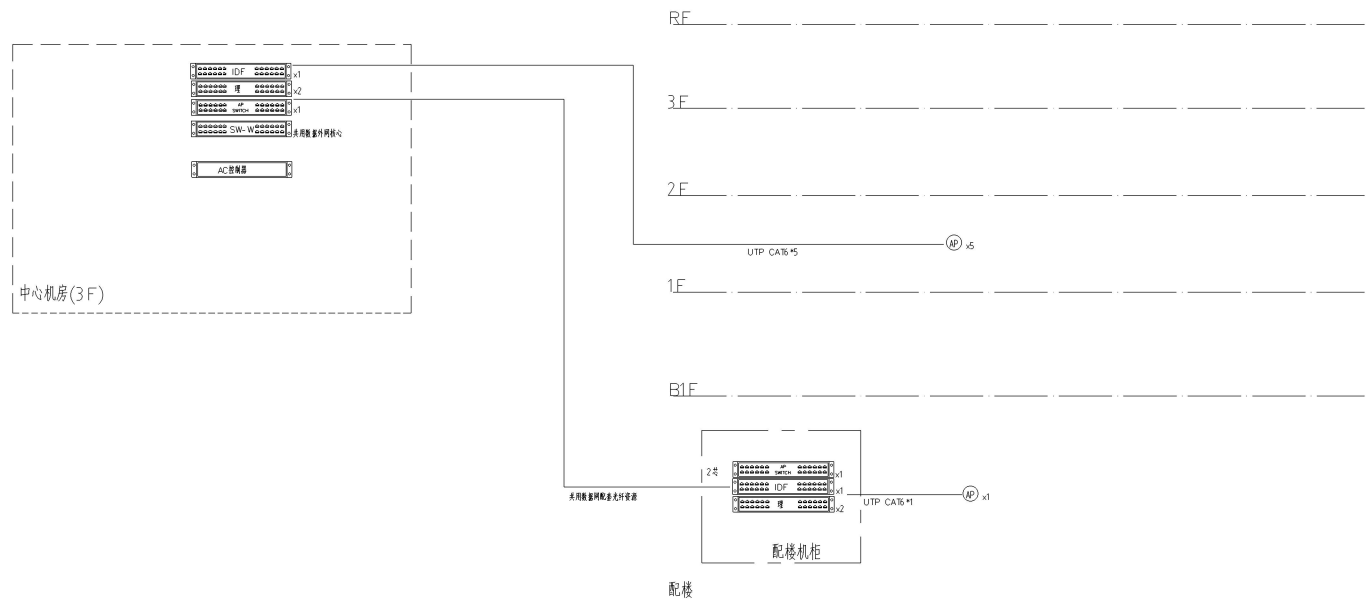 RF
IDF
x1
理
x2
AP
SWITCH
x1
SW-W
共用数据外网核心
AC控制器
中心机房(3F)
3F
2F
UTP CAT6*5
AP
x5
1F
B1F
2芯
AP
SWITCH
x1
IDF
x1
理
x2
共用数据网配套光纤资源
UTP CAT6*1
AP
x1
配楼机柜
配楼